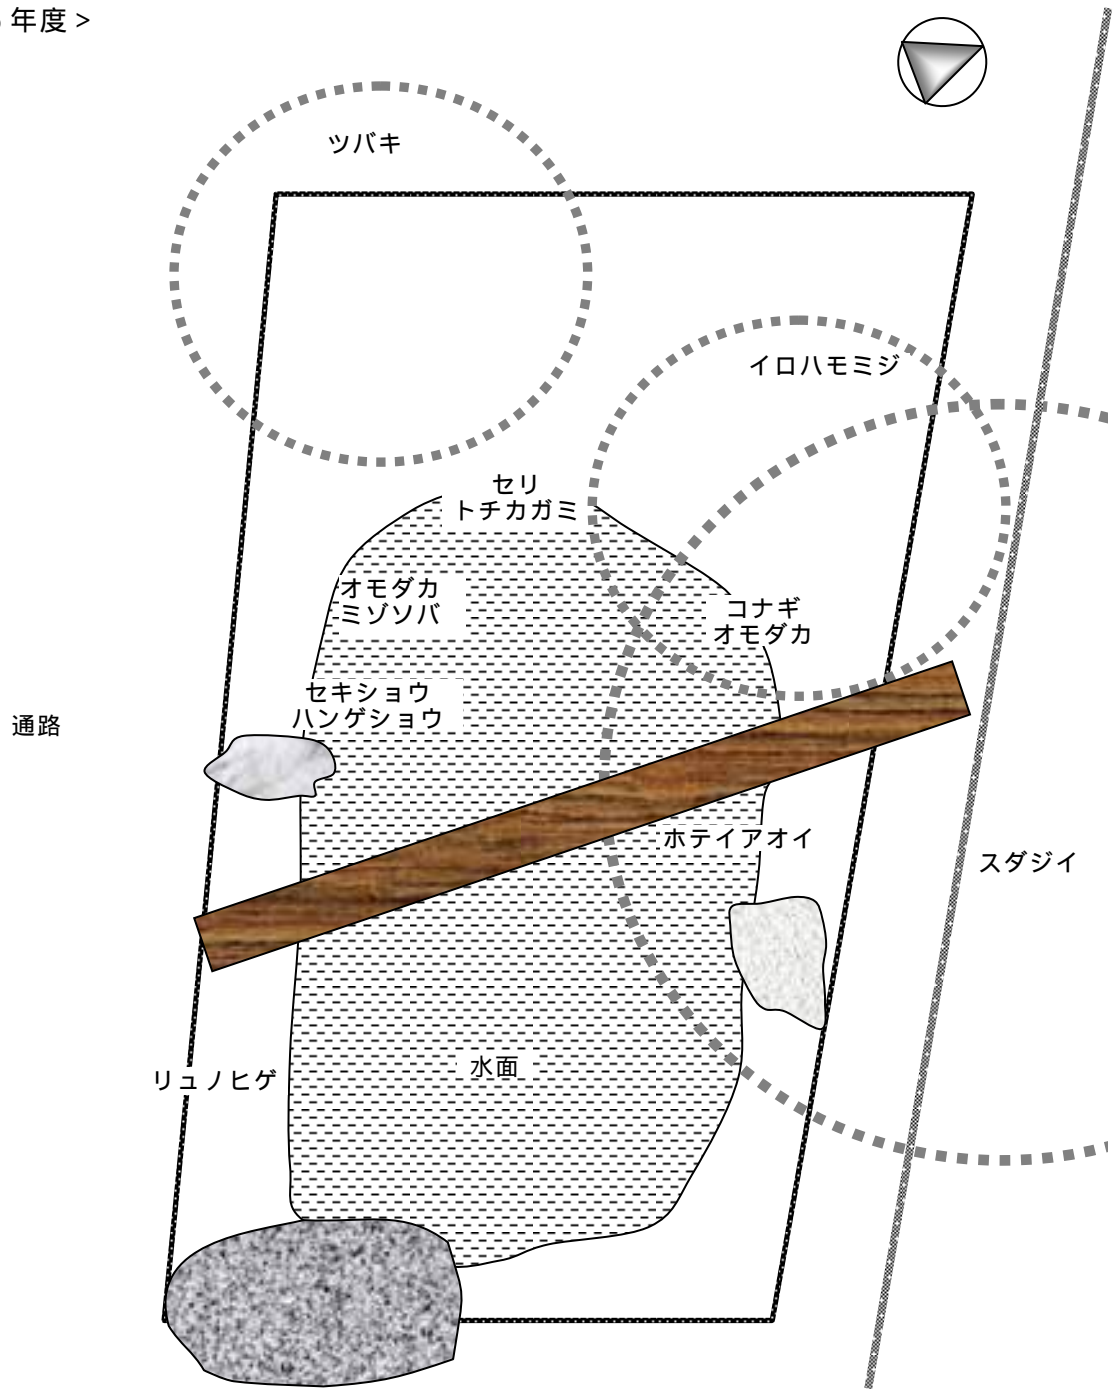 年度>
ツバキ
イロハモミジ
セリ
トチカガミ
オモダカ
ミゾソバ
コナギ
オモダカ
セキショウ
ハンゲショウ
通路
ホテイアオイ
スダジイ
水面
リュノヒゲ